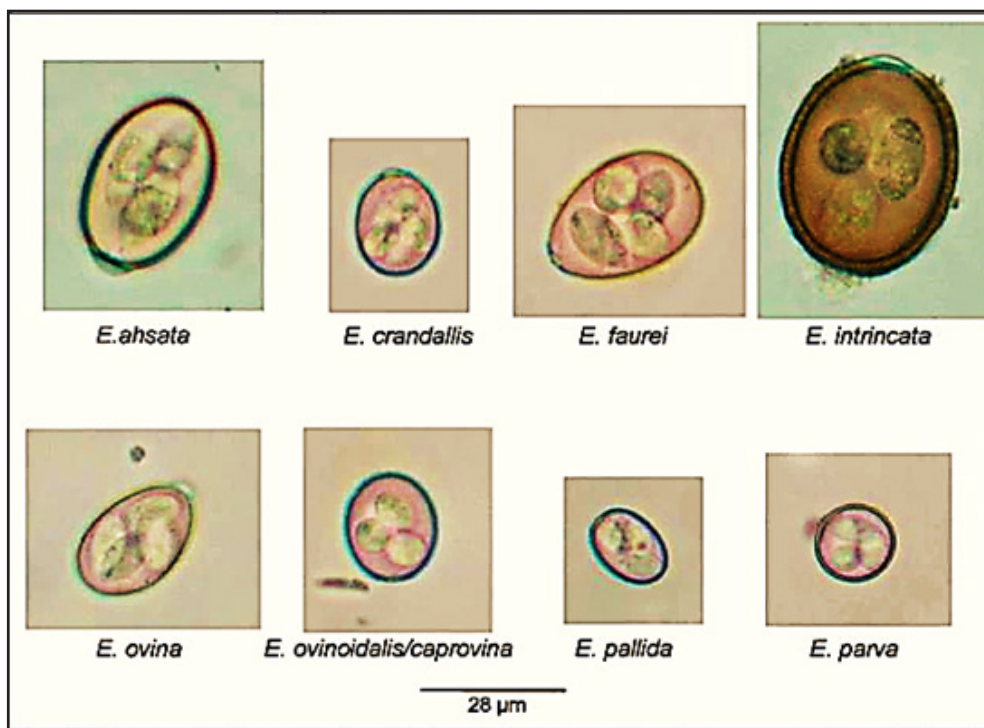 E.ahsata
E. crandallis
E. faurei
E. intrincata
E. ovina
E. ovinoidalis/caprovina
E. pallida
E. parva
28 µm